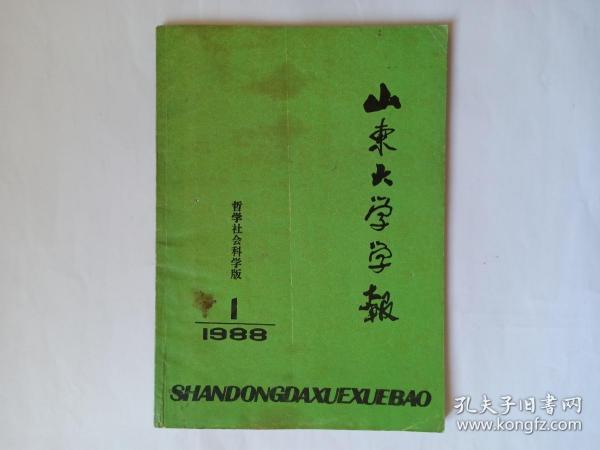 山东大学学報
哲学社会科学版
1
1988
SHANDONGDAXUEXUEBAO
孔夫子旧书网
www.kongfz.com